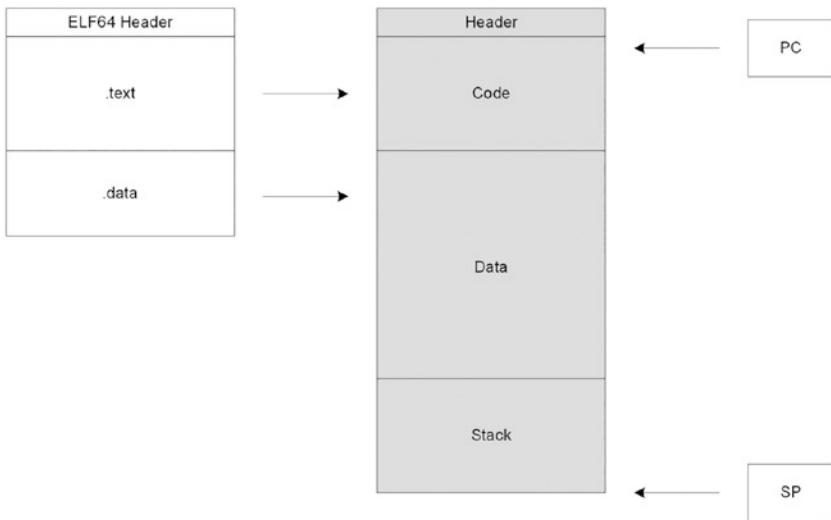 ELF64 Header
.text
.data
Header
Code
Data
Stack
PC
SP